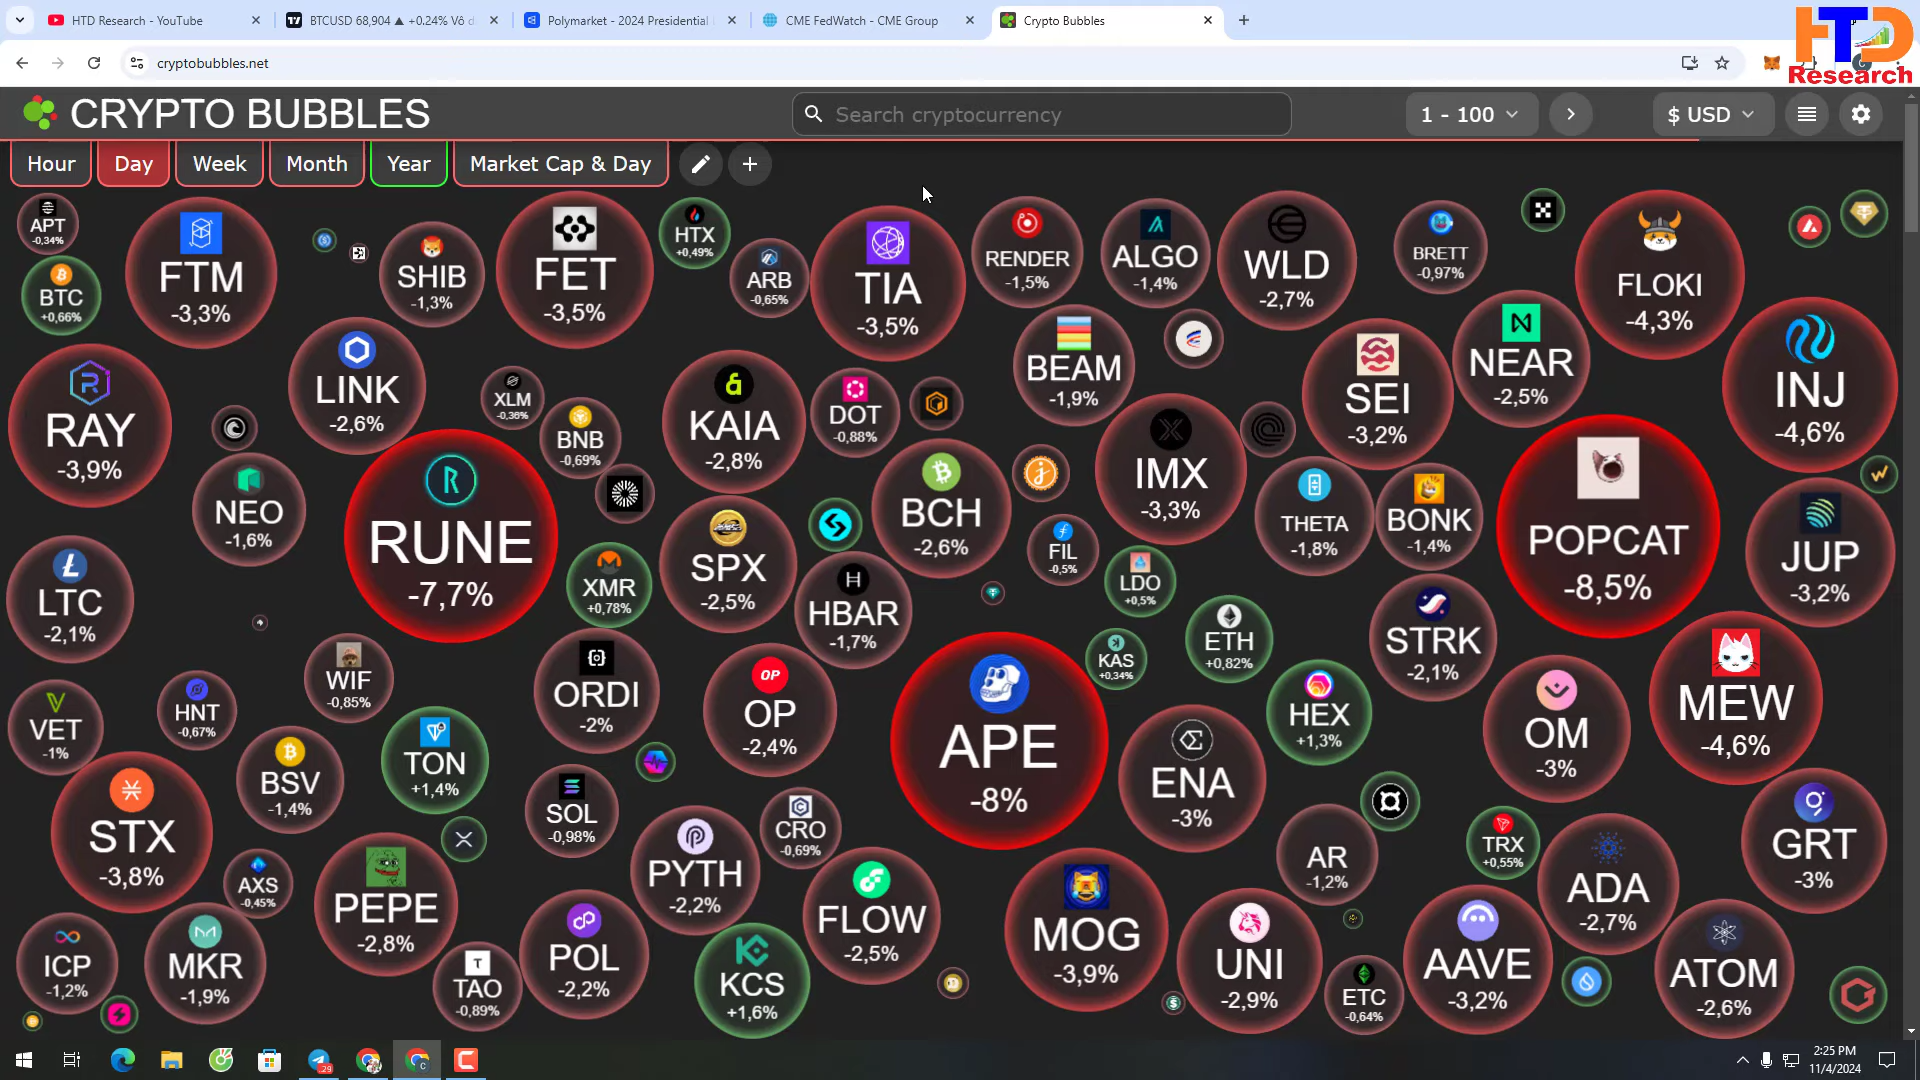 HTD Research - YouTube
BTCUSD 68,904 ▲ +0.24% Vô d
Polymarket - 2024 Presidential
CME FedWatch - CME Group
Crypto Bubbles
HTD
Research
cryptobubbles.net
CRYPTO BUBBLES
Search cryptocurrency
1 - 100
$ USD
Hour
Day
Week
Month
Year
Market Cap & Day
APT
-0,34%
FTM
-3,3%
SHIB
-1,3%
FET
-3,5%
HTX
+0,49%
ARB
-0,65%
TIA
-3,5%
RENDER
-1,5%
ALGO
-1,4%
WLD
-2,7%
BRETT
-0,97%
FLOKI
-4,3%
BTC
+0,66%
LINK
-2,6%
BEAM
-1,9%
SEI
-3,2%
NEAR
-2,5%
INJ
-4,6%
RAY
-3,9%
XLM
-0,36%
BNB
-0,69%
KAIA
-2,8%
DOT
-0,88%
IMX
-3,3%
NEO
-1,6%
RUNE
-7,7%
BCH
-2,6%
THETA
-1,8%
BONK
-1,4%
POPCAT
-8,5%
JUP
-3,2%
LTC
-2,1%
XMR
+0,78%
SPX
-2,5%
HBAR
-1,7%
FIL
-0,5%
LDO
+0,5%
ETH
+0,82%
STRK
-2,1%
KAS
+0,34%
WIF
-0,85%
ORDI
-2%
OP
OP
-2,4%
APE
-8%
HEX
+1,3%
OM
-3%
MEW
-4,6%
VET
-1%
HNT
-0,67%
BSV
-1,4%
TON
+1,4%
SOL
-0,98%
CRO
-0,69%
ENA
-3%
STX
-3,8%
AXS
-0,45%
PEPE
-2,8%
PYTH
-2,2%
FLOW
-2,5%
AR
-1,2%
TRX
+0,55%
ADA
-2,7%
GRT
-3%
ICP
-1,2%
MKR
-1,9%
T
TAO
-0,89%
POL
-2,2%
KCS
+1,6%
MOG
-3,9%
UNI
-2,9%
ETC
-0,64%
AAVE
-3,2%
ATOM
-2,6%
29
2:25 PM
11/4/2024